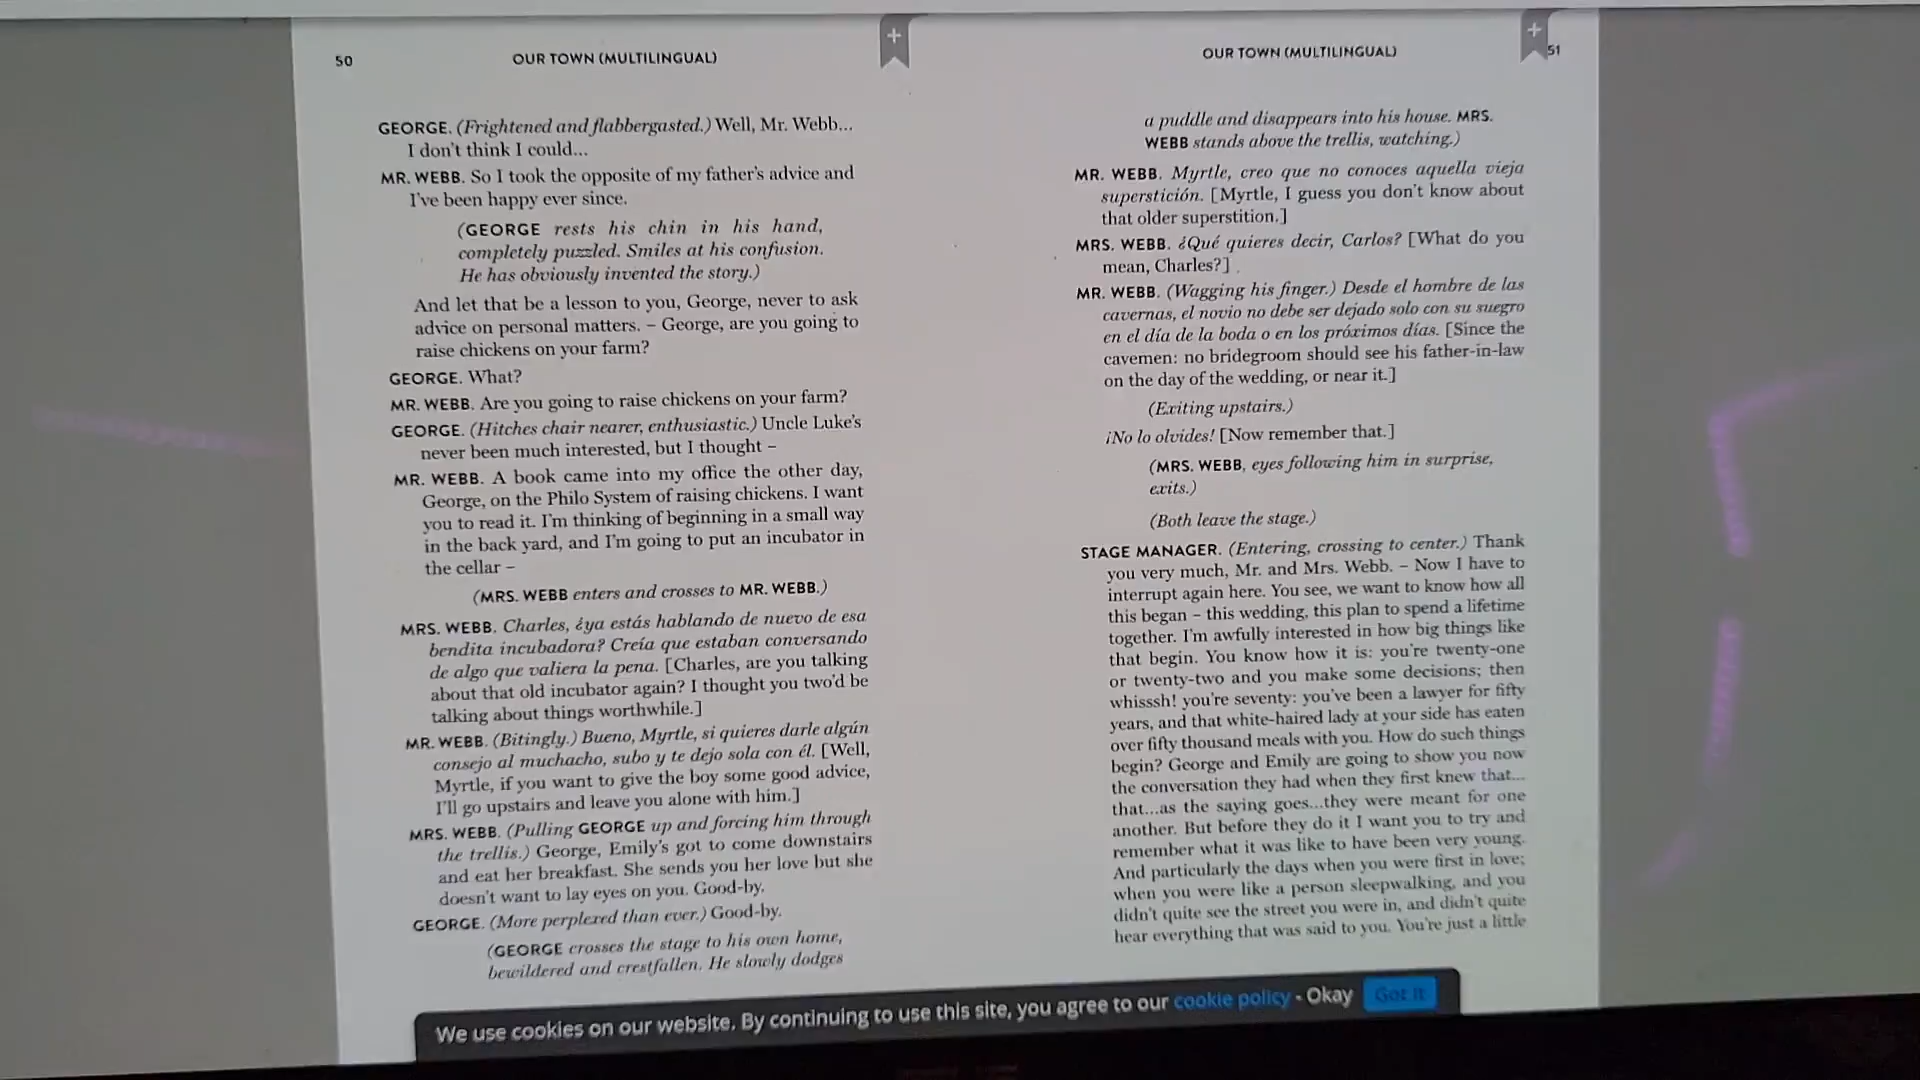 50
OUR TOWN (MULTILINGUAL)
GEORGE. (Frightened and flabbergasted.) Well, Mr. Webb...
I don't think I could...
MR. WEBB. So I took the opposite of my father's advice and
I've been happy ever since.
(GEORGE rests his chin in his hand,
completely puzzled. Smiles at his confusion.
He has obviously invented the story.)
And let that be a lesson to you, George, never to ask
advice on personal matters. – George, are you going to
raise chickens on your farm?
GEORGE. What?
MR. WEBB. Are you going to raise chickens on your farm?
GEORGE. (Hitches chair nearer, enthusiastic.) Uncle Luke's
never been much interested, but I thought –
MR. WEBB. A book came into my office the other day,
George, on the Philo System of raising chickens. I want
you to read it. I'm thinking of beginning in a small way
in the back yard, and I'm going to put an incubator in
the cellar –
(MRS. WEBB enters and crosses to MR. WEBB.)
MRS. WEBB. Charles, ¿ya estás hablando de nuevo de esa
bendita incubadora? Creía que estaban conversando
de algo que valiera la pena. [Charles, are you talking
about that old incubator again? I thought you two'd be
talking about things worthwhile.]
MR. WEBB. (Bitingly.) Bueno, Myrtle, si quieres darle algún
consejo al muchacho, subo y te dejo sola con él. [Well,
Myrtle, if you want to give the boy some good advice,
I'll go upstairs and leave you alone with him.]
MRS. WEBB. (Pulling GEORGE up and forcing him through
the trellis.) George, Emily's got to come downstairs
and eat her breakfast. She sends you her love but she
doesn't want to lay eyes on you. Good-by.
GEORGE. (More perplexed than ever.) Good-by.
(GEORGE crosses the stage to his own home,
bewildered and crestfallen. He slowly dodges
OUR TOWN (MULTILINGUAL)
51
a puddle and disappears into his house. MRS.
WEBB stands above the trellis, watching.)
MR. WEBB. Myrtle, creo que no conoces aquella vieja
superstición. [Myrtle, I guess you don't know about
that older superstition.]
MRS. WEBB. ¿Qué quieres decir, Carlos? [What do you
mean, Charles?]
MR. WEBB. (Wagging his finger.) Desde el hombre de las
cavernas, el novio no debe ser dejado solo con su suegro
en el día de la boda o en los próximos días. [Since the
cavemen: no bridegroom should see his father-in-law
on the day of the wedding, or near it.]
(Exiting upstairs.)
¡No lo olvides! [Now remember that.]
(MRS. WEBB, eyes following him in surprise,
exits.)
(Both leave the stage.)
STAGE MANAGER. (Entering, crossing to center.) Thank
you very much, Mr. and Mrs. Webb. – Now I have to
interrupt again here. You see, we want to know how all
this began – this wedding, this plan to spend a lifetime
together. I'm awfully interested in how big things like
that begin. You know how it is: you're twenty-one
or twenty-two and you make some decisions; then
whisssh! you're seventy: you've been a lawyer for fifty
years, and that white-haired lady at your side has eaten
over fifty thousand meals with you. How do such things
begin? George and Emily are going to show you now
the conversation they had when they first knew that...
that...as the saying goes...they were meant for one
another. But before they do it I want you to try and
remember what it was like to have been very young.
And particularly the days when you were first in love;
when you were like a person sleepwalking, and you
didn't quite see the street you were in, and didn't quite
hear everything that was said to you. You're just a little
We use cookies on our website. By continuing to use this site, you agree to our cookie policy - Okay Got it